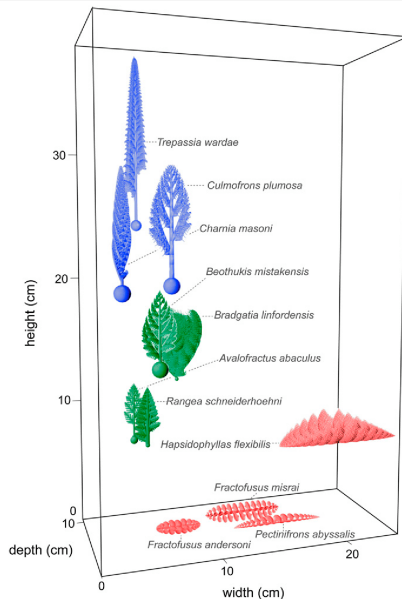 Trepassia wardae
30
Culmofrons plumosa
Charnia masoni
Beothukis mistakensis
20
Bradgatia linfordensis
height (cm)
Avalofractus abaculus
10
Rangea schneiderhoehni
Hapsidophyllas flexibilis
Fractofusus misrai
0
10
Pectinifrons abyssalis
Fractofusus andersoni
depth (cm)
20
10
0
width (cm)